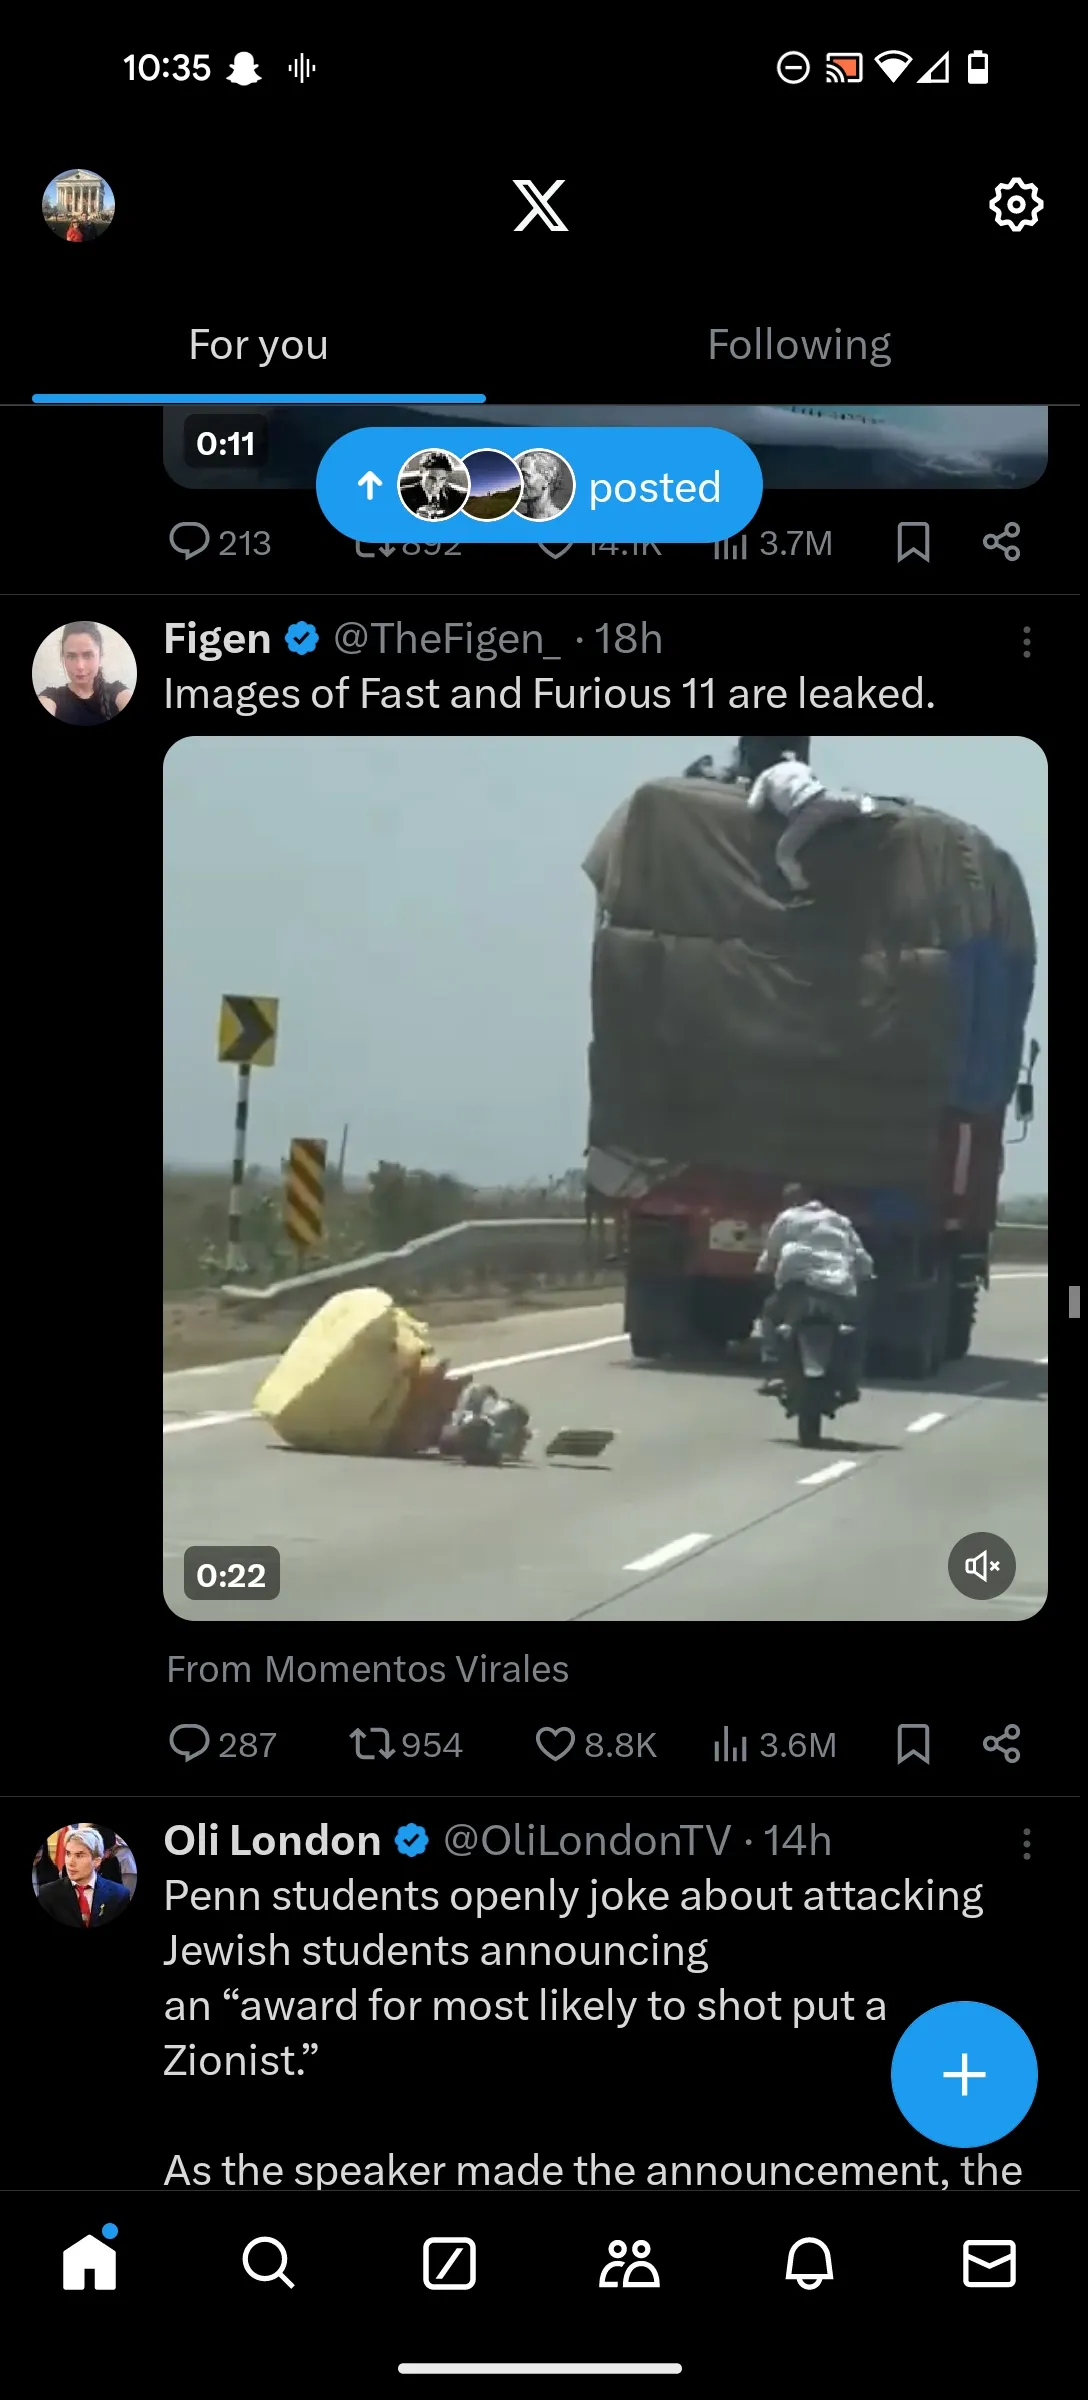 10:35
For you
Following
0:11
posted
213
892
14.1K
3.7M
Figen @TheFigen_ · 18h
Images of Fast and Furious 11 are leaked.
0:22
From Momentos Virales
287
954
8.8K
3.6M
Oli London @OliLondonTV · 14h
Penn students openly joke about attacking
Jewish students announcing
an “award for most likely to shot put a
Zionist.”
As the speaker made the announcement, the